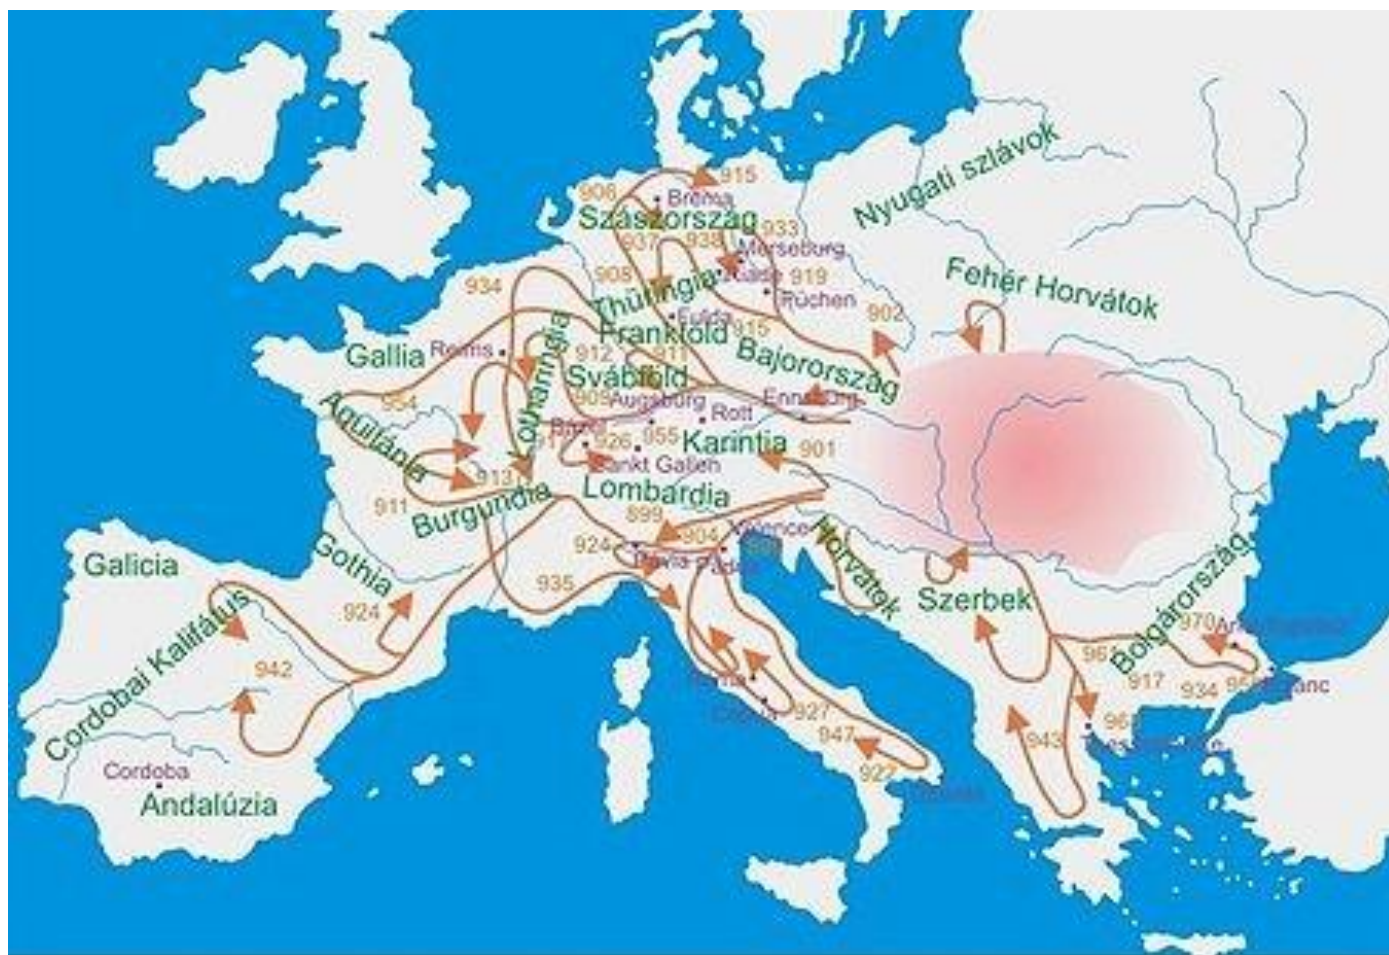 915
906
Bréma
Szászország
933
937
938
Merseburg
Nyugati szlávok
908
919
Püchen
Fehér Horvátok
934
Thüringia
Fulda
902
915
Frankföld
Gallia
Reims
912
911
Bajorország
Lotharingia
Svábföld
954
909
Augsburg
Rott
Aquitánia
926
955
Karintia
901
Sankt Gallen
913
Lombardia
911
Burgundia
899
904
Horvátok
924
Pavia
Gothia
Galicia
935
Szerbek
Bolgárország
924
970
Cordobai Kalifátus
961
942
917
934
927
947
943
922
Cordoba
Andalúzia